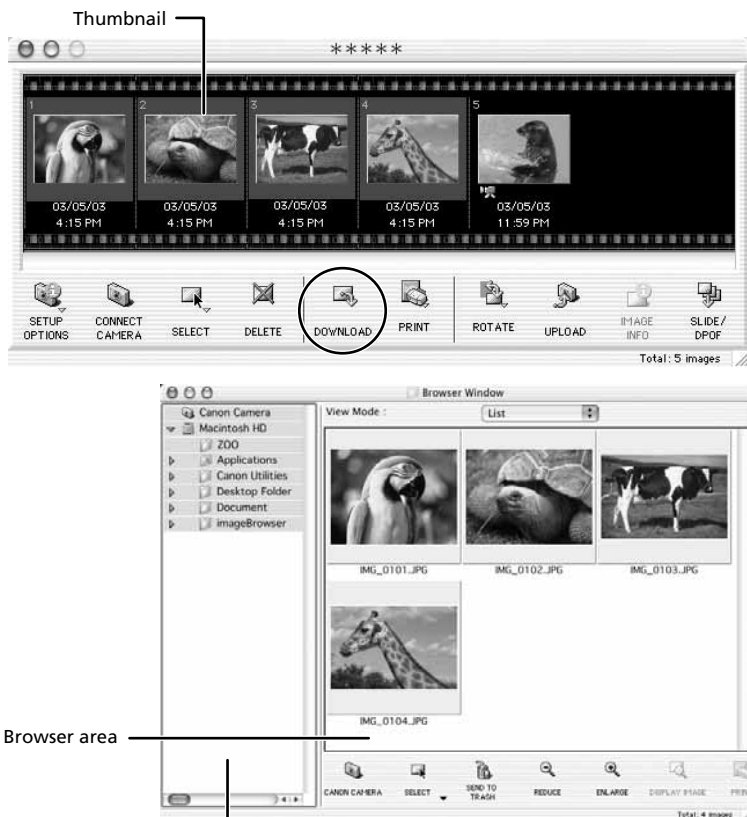 Thumbnail
*****
1 2 3 4 5
03/05/03 03/05/03 03/05/03 03/05/03 03/05/03
4:15 PM 4:15 PM 4:15 PM 4:15 PM 11:59 PM
SETUP OPTIONS
CONNECT CAMERA
SELECT
DELETE
DOWNLOAD
PRINT
ROTATE
UPLOAD
IMAGE INFO
SLIDE/ DPOF
Total: 5 images
Browser Window
Canon Camera
Macintosh HD
ZOO
Applications
Canon Utilities
Desktop Folder
Document
imageBrowser
View Mode :
List
IMG_0101.JPG IMG_0102.JPG IMG_0103.JPG
IMG_0104.JPG
Browser area
CANON CAMERA
SELECT
SEND TO TRASH
REDUCE
ENLARGE
DISPLAY IMAGE
Total: 4 images